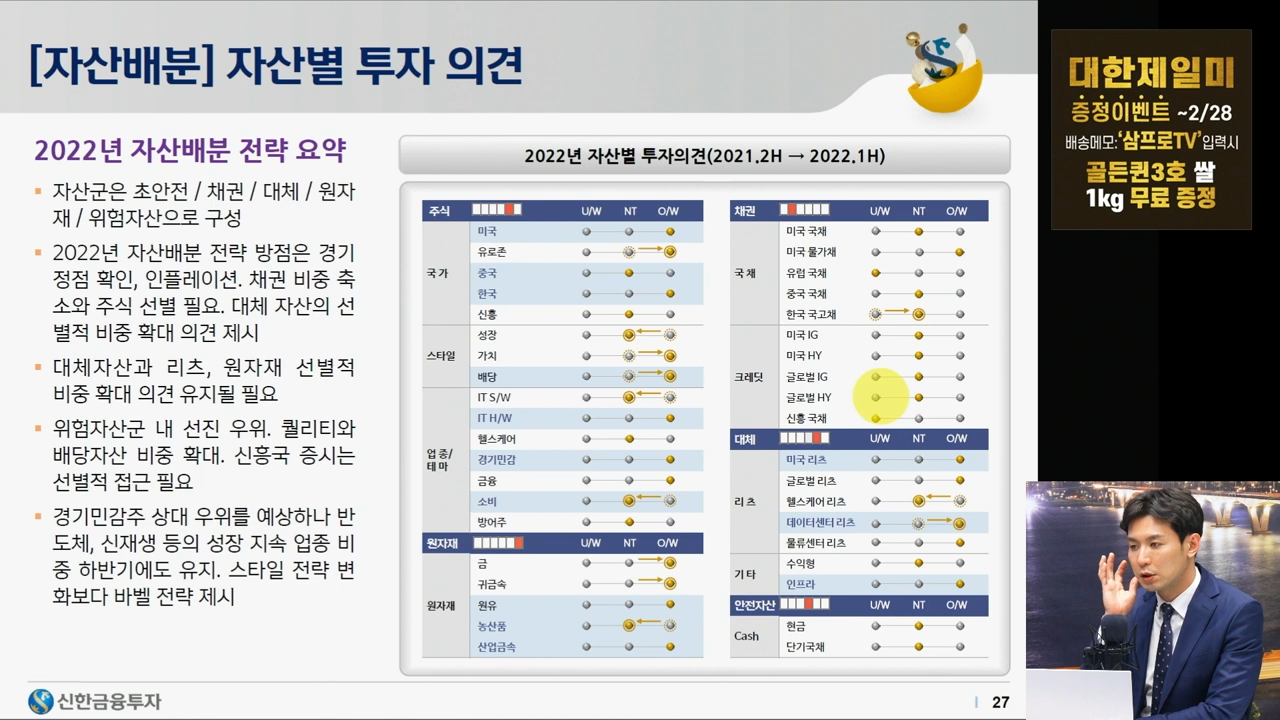 [자산배분] 자산별 투자 의견
2022년 자산배분 전략 요약
자산군은 초안전 / 채권 / 대체 / 원자
재 / 위험자산으로 구성
2022년 자산배분 전략 방점은 경기
정점 확인, 인플레이션. 채권 비중 축
소와 주식 선별 필요. 대체 자산의 선
별적 비중 확대 의견 제시
대체자산과 리츠, 원자재 선별적
비중 확대 의견 유지될 필요
위험자산군 내 선진 우위. 퀄리티와
배당자산 비중 확대. 신흥국 증시는
선별적 접근 필요
경기민감주 상대 우위를 예상하나 반
도체, 신재생 등의 성장 지속 업종 비
중 하반기에도 유지. 스타일 전략 변
화보다 바벨 전략 제시
2022년 자산별 투자의견(2021.2H → 2022.1H)
주식 U/W NT O/W
국가
미국
유로존
중국
한국
신흥
스타일
성장
가치
배당
업종/
테마
IT S/W
IT H/W
헬스케어
경기민감
금융
소비
방어주
원자재 U/W NT O/W
원자재
금
귀금속
원유
농산품
산업금속
채권 U/W NT O/W
국채
미국 국채
미국 물가채
유럽 국채
중국 국채
한국 국고채
크레딧
미국 IG
미국 HY
글로벌 IG
글로벌 HY
신흥 국채
대체 U/W NT O/W
리츠
미국 리츠
글로벌 리츠
헬스케어 리츠
데이터센터 리츠
물류센터 리츠
기타
수익형
인프라
안전자산 U/W NT O/W
Cash
현금
단기국채
신한금융투자
27
대한제일미
증정이벤트 ~2/28
배송메모:'삼프로TV'입력시
골든퀸3호 쌀
1kg 무료 증정